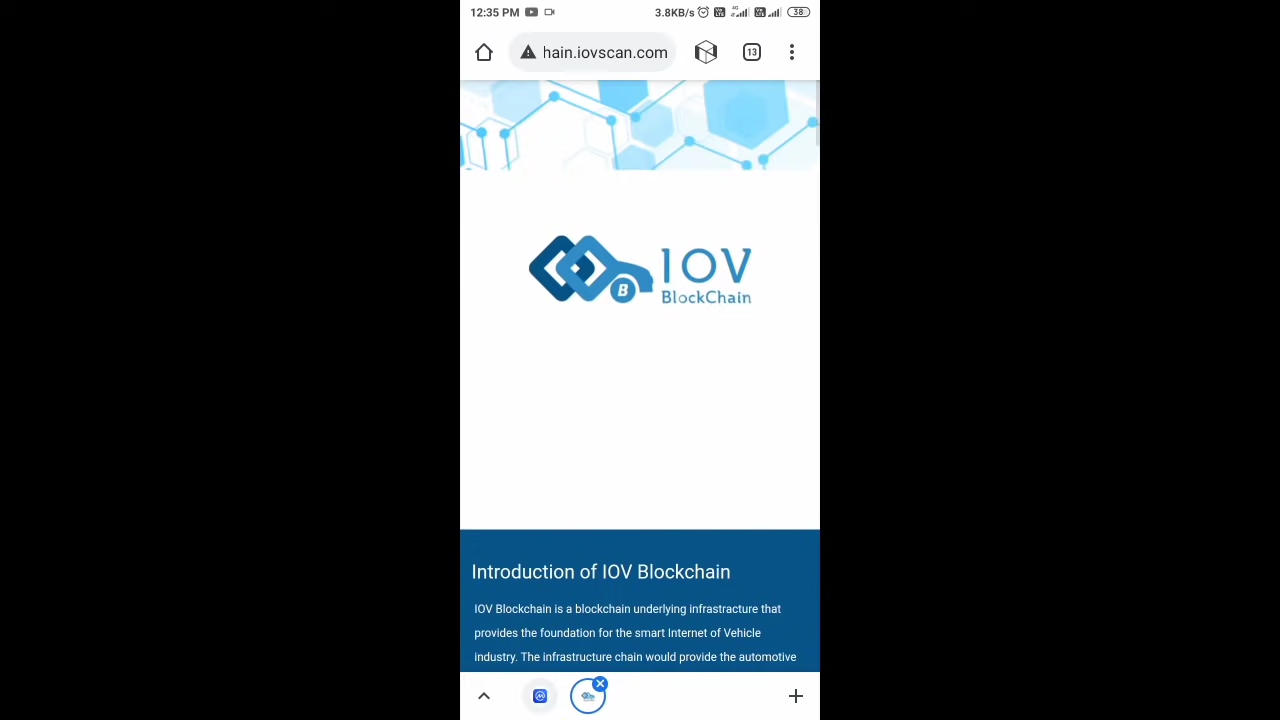 12:35 PM
3.8KB/s
38
hain.iovscan.com
13
IOV
BlockChain
B
Introduction of IOV Blockchain
IOV Blockchain is a blockchain underlying infrastracture that
provides the foundation for the smart Internet of Vehicle
industry. The infrastructure chain would provide the automotive